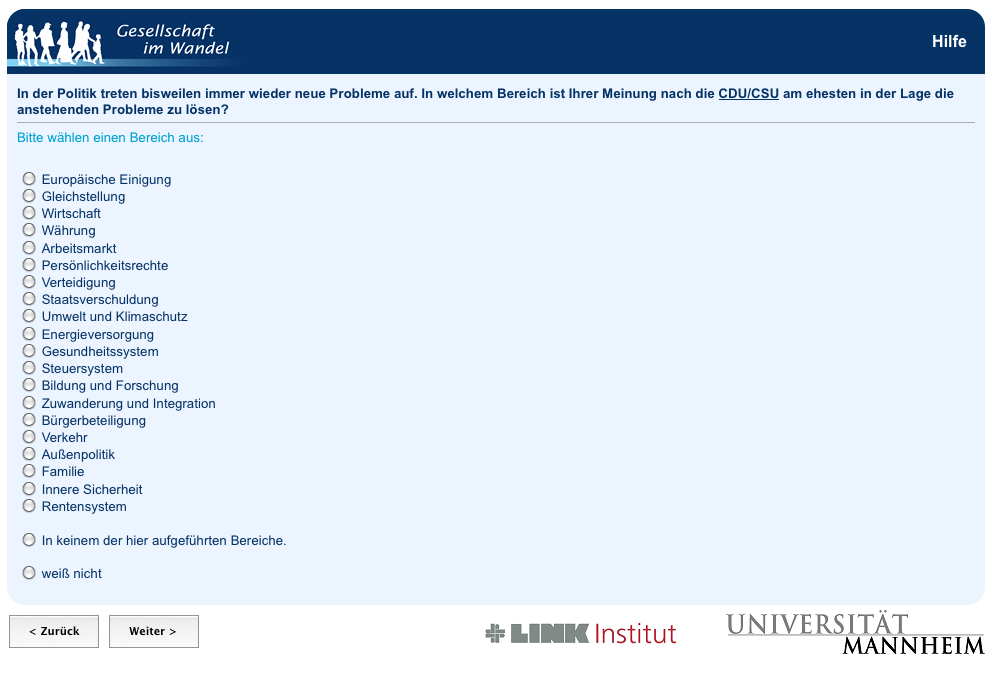 Gesellschaft
im Wandel
Hilfe
In der Politik treten bisweilen immer wieder neue Probleme auf. In welchem Bereich ist Ihrer Meinung nach die CDU/CSU am ehesten in der Lage die
anstehenden Probleme zu lösen?
Bitte wählen einen Bereich aus:
Europäische Einigung
Gleichstellung
Wirtschaft
Währung
Arbeitsmarkt
Persönlichkeitsrechte
Verteidigung
Staatsverschuldung
Umwelt und Klimaschutz
Energieversorgung
Gesundheitssystem
Steuersystem
Bildung und Forschung
Zuwanderung und Integration
Bürgerbeteiligung
Verkehr
Außenpolitik
Familie
Innere Sicherheit
Rentensystem
In keinem der hier aufgeführten Bereiche.
weiß nicht
< Zurück
Weiter >
LINK Institut
UNIVERSITÄT
MANNHEIM